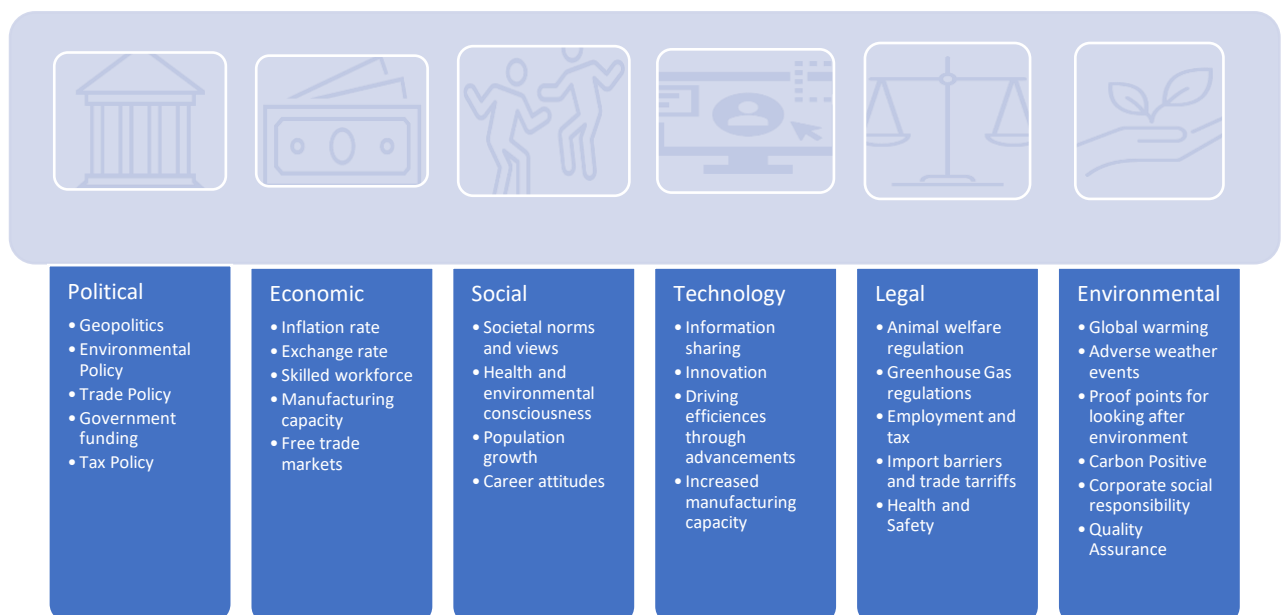 Political
• Geopolitics
• Environmental
Policy
• Trade Policy
• Government
funding
• Tax Policy
Economic
• Inflation rate
• Exchange rate
• Skilled workforce
• Manufacturing
capacity
• Free trade
markets
Social
• Societal norms
and views
• Health and
environmental
consciousness
• Population
growth
• Career attitudes
Technology
• Information
sharing
• Innovation
• Driving
efficiences
through
advancements
• Increased
manufacturing
capacity
Legal
• Animal welfare
regulation
• Greenhouse Gas
regulations
• Employment and
tax
• Import barriers
and trade tarriffs
• Health and
Safety
Environmental
• Global warming
• Adverse weather
events
• Proof points for
looking after
environment
• Carbon Positive
• Corporate social
responsibility
• Quality
Assurance